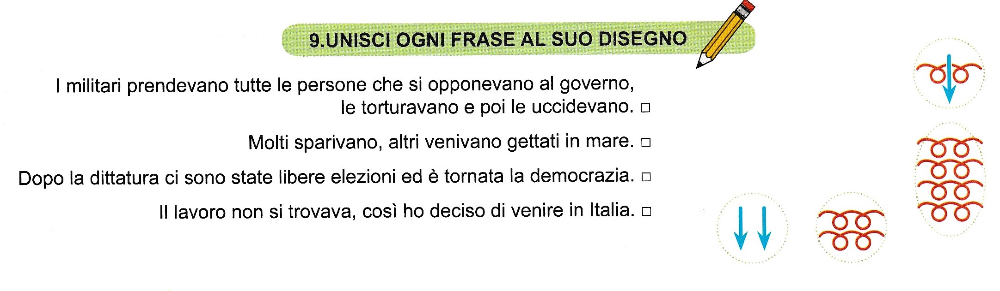 9.UNISCI OGNI FRASE AL SUO DISEGNO
I militari prendevano tutte le persone che si opponevano al governo,
le torturavano e poi le uccidevano. □
Molti sparivano, altri venivano gettati in mare. □
Dopo la dittatura ci sono state libere elezioni ed è tornata la democrazia. □
Il lavoro non si trovava, così ho deciso di venire in Italia. □